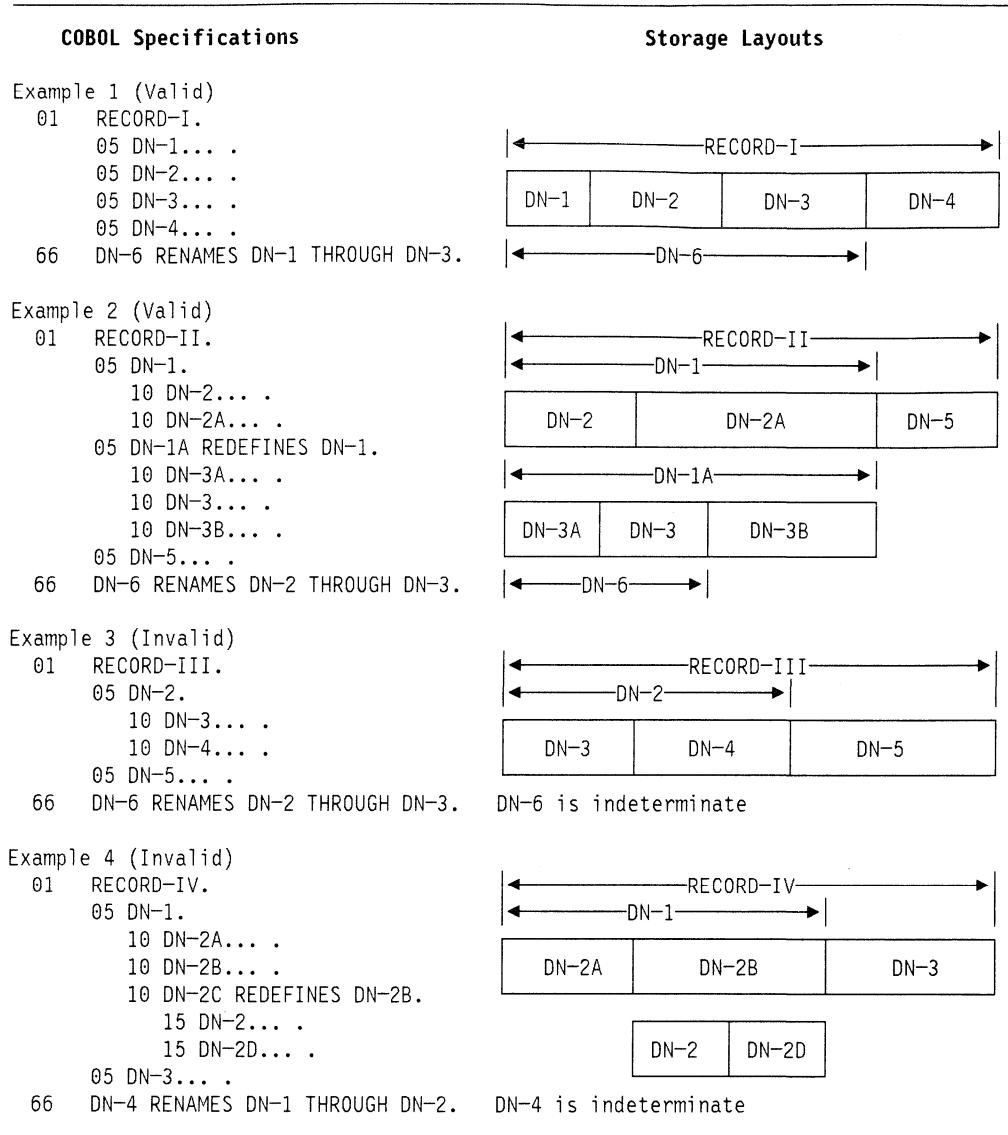 COBOL Specifications    Storage Layouts
Example 1 (Valid)
01 RECORD-I.
05 DN-1... .
RECORD-I
05 DN-2... .
05 DN-3... .
DN-1 DN-2 DN-3 DN-4
05 DN-4... .
66 DN-6 RENAMES DN-1 THROUGH DN-3.
DN-6
Example 2 (Valid)
01 RECORD-II.
RECORD-II
05 DN-1.
DN-1
10 DN-2... .
10 DN-2A... .
DN-2 DN-2A DN-5
05 DN-1A REDEFINES DN-1.
10 DN-3A... .
DN-1A
10 DN-3... .
10 DN-3B... .
DN-3A DN-3 DN-3B
05 DN-5... .
66 DN-6 RENAMES DN-2 THROUGH DN-3.
DN-6
Example 3 (Invalid)
01 RECORD-III.
RECORD-III
05 DN-2.
DN-2
10 DN-3... .
10 DN-4... .
DN-3 DN-4 DN-5
05 DN-5... .
66 DN-6 RENAMES DN-2 THROUGH DN-3.
DN-6 is indeterminate
Example 4 (Invalid)
01 RECORD-IV.
RECORD-IV
05 DN-1.
DN-1
10 DN-2A... .
10 DN-2B... .
DN-2A DN-2B DN-3
10 DN-2C REDEFINES DN-2B.
15 DN-2... .
15 DN-2D... .
DN-2 DN-2D
05 DN-3... .
66 DN-4 RENAMES DN-1 THROUGH DN-2.
DN-4 is indeterminate